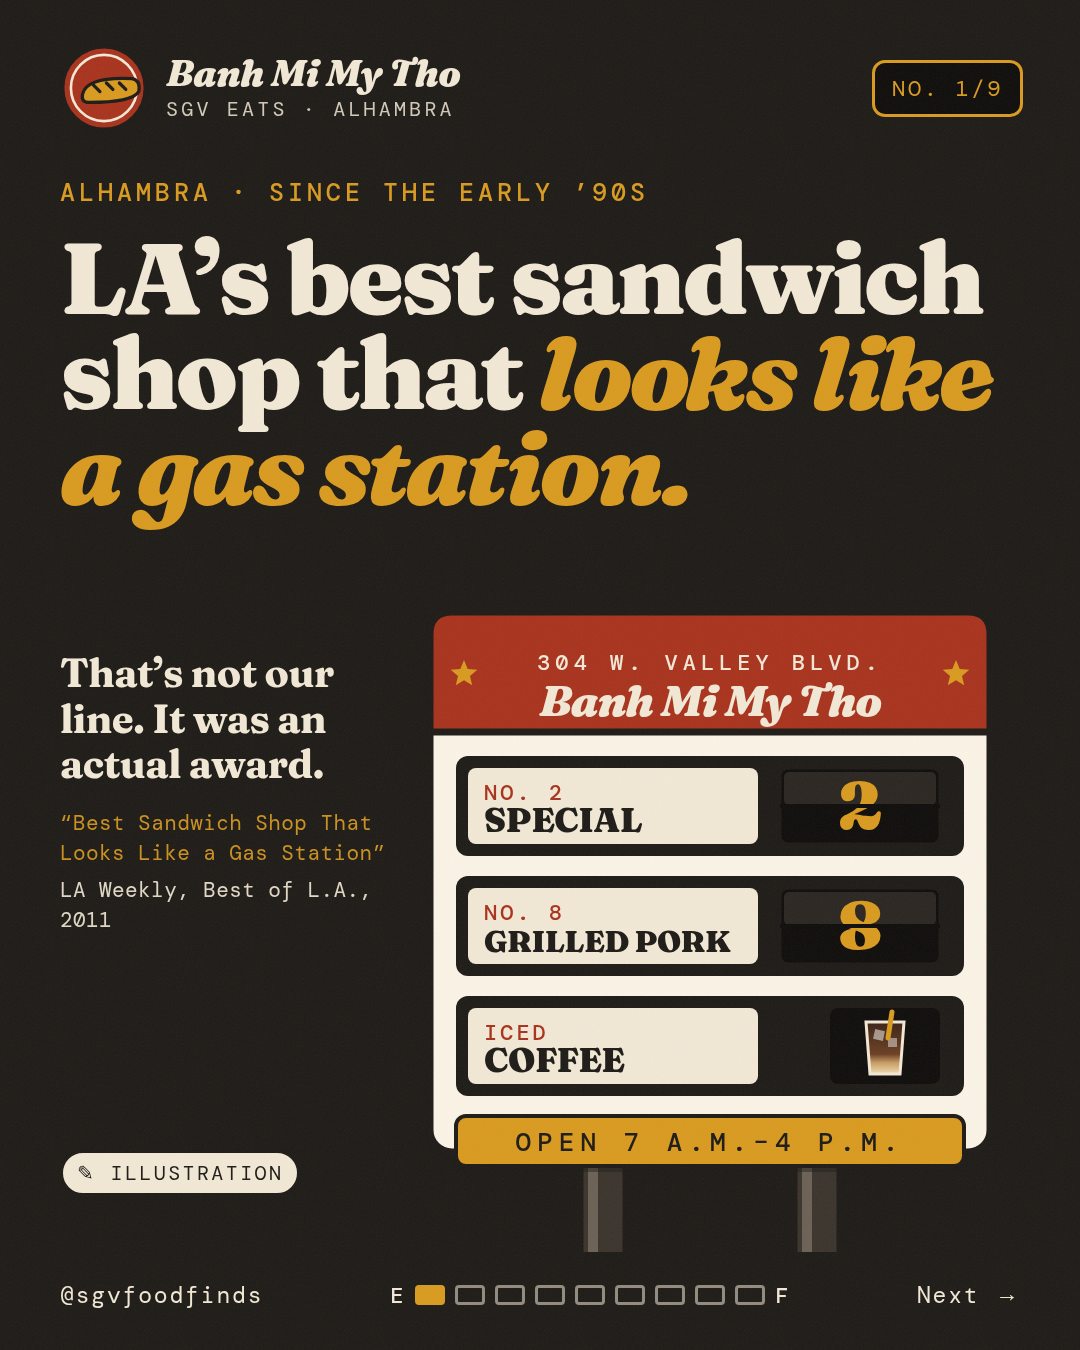 Banh Mi My Tho
SGV EATS · ALHAMBRA
NO. 1/9
ALHAMBRA · SINCE THE EARLY ’90S
LA’s best sandwich
shop that looks like
a gas station.
That’s not our
line. It was an
actual award.
“Best Sandwich Shop That
Looks Like a Gas Station”
LA Weekly, Best of L.A.,
2011
304 W. VALLEY BLVD.
Banh Mi My Tho
NO. 2
SPECIAL
2
NO. 8
GRILLED PORK
8
ICED
COFFEE
OPEN 7 A.M.–4 P.M.
✎ ILLUSTRATION
@sgvfoodfinds
E F
Next →